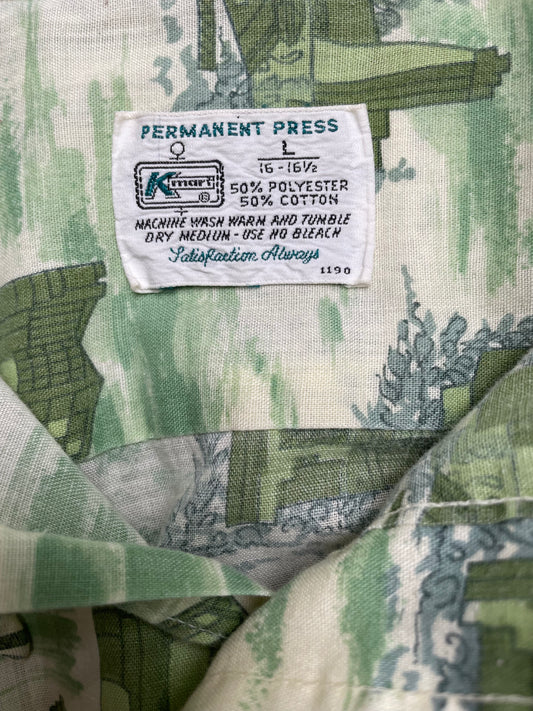 PERMANENT PRESS
L
16-16½
Kmart ®
50% POLYESTER
50% COTTON
MACHINE WASH WARM AND TUMBLE
DRY MEDIUM - USE NO BLEACH
Satisfaction Always
1190